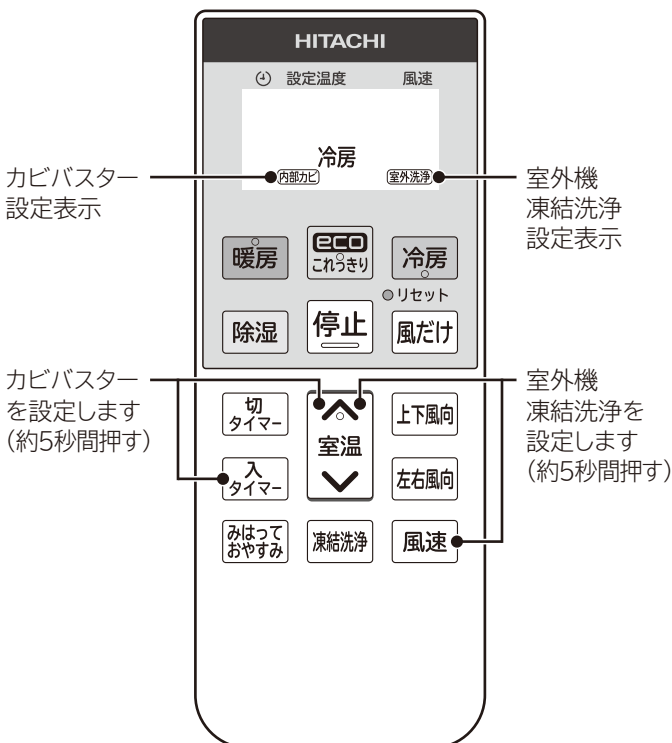 HITACHI
設定温度 風速
冷房
内部カビ 室外洗浄
カビバスター
設定表示
室外機
凍結洗浄
設定表示
暖房
eco
これっきり
冷房
リセット
除湿
停止
風だけ
カビバスター
を設定します
（約5秒間押す）
室外機
凍結洗浄を
設定します
（約5秒間押す）
切
タイマー
室温
上下風向
入
タイマー
左右風向
みはって
おやすみ
凍結洗浄
風速